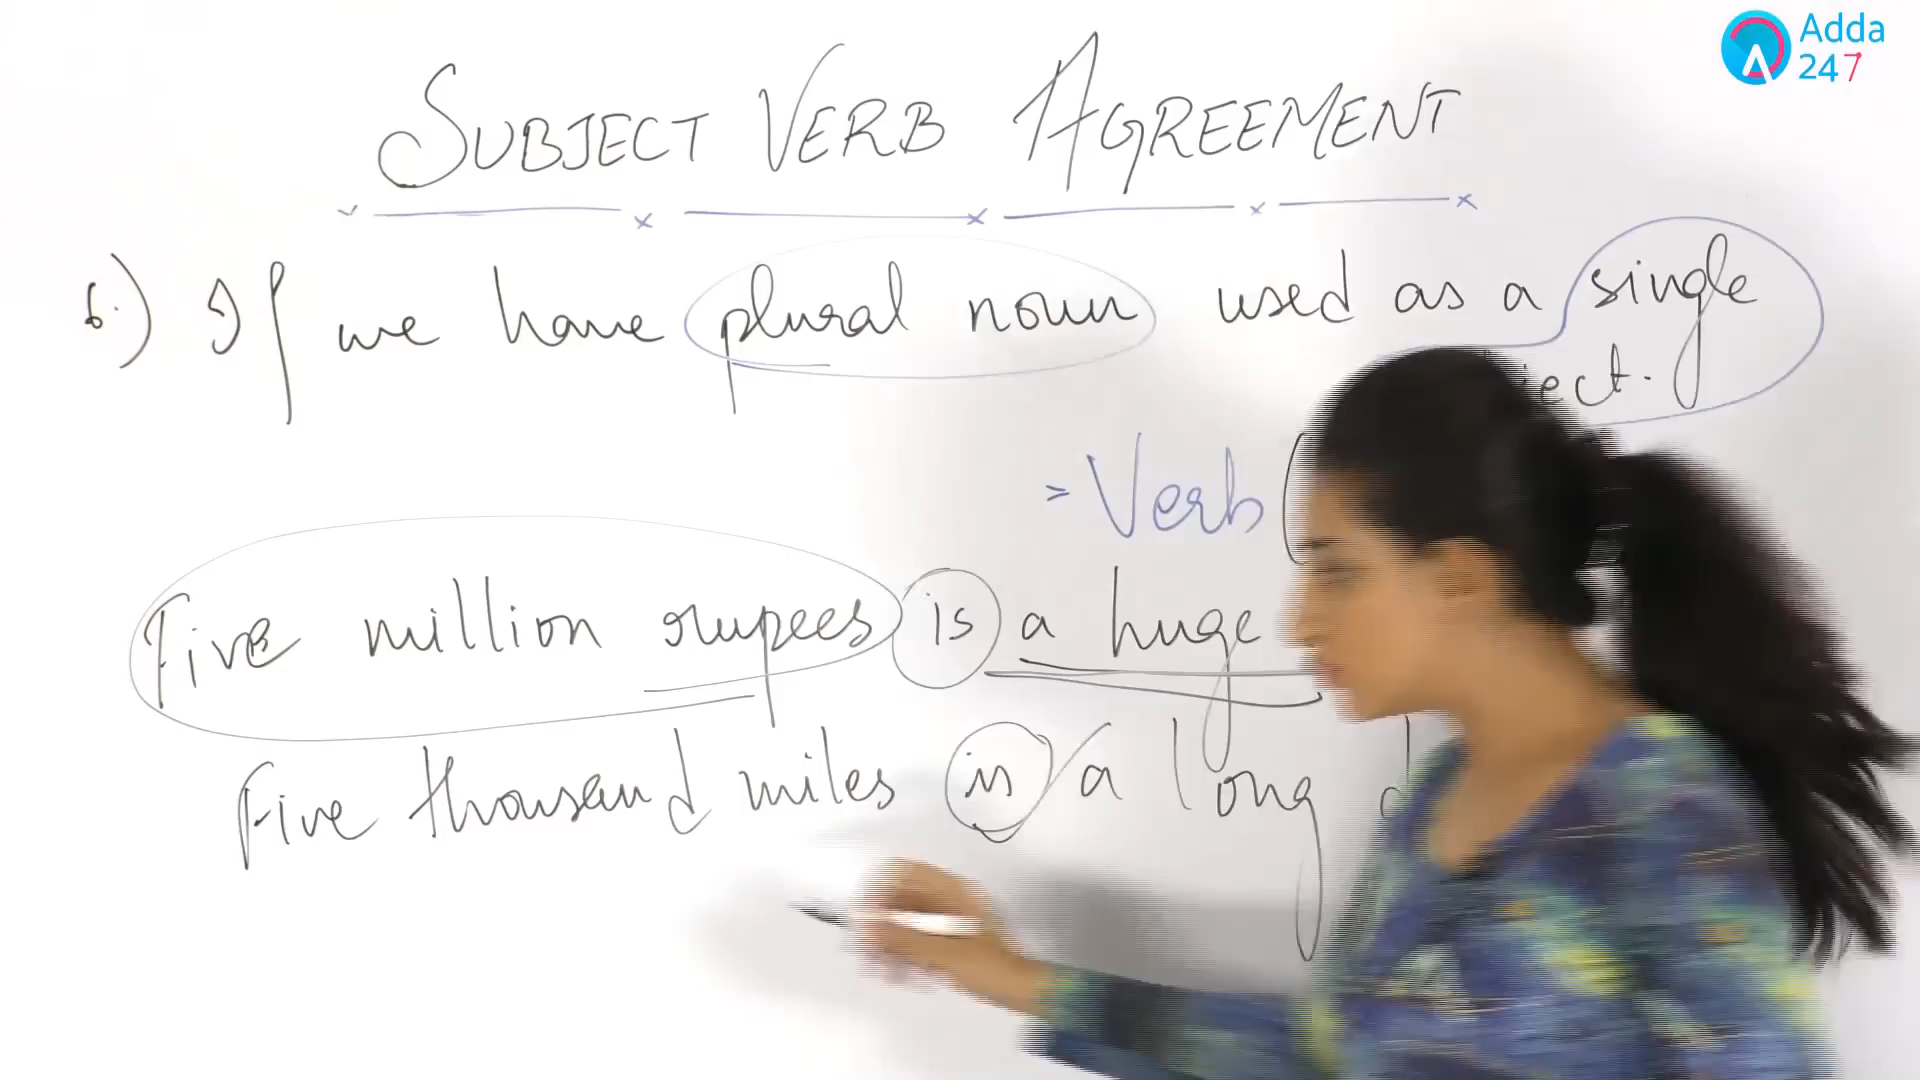 Adda
247
SUBJECT VERB AGREEMENT
6.) If we have plural noun used as a single
= Verb (
Five million rupees is a huge
Five thousand miles is a long